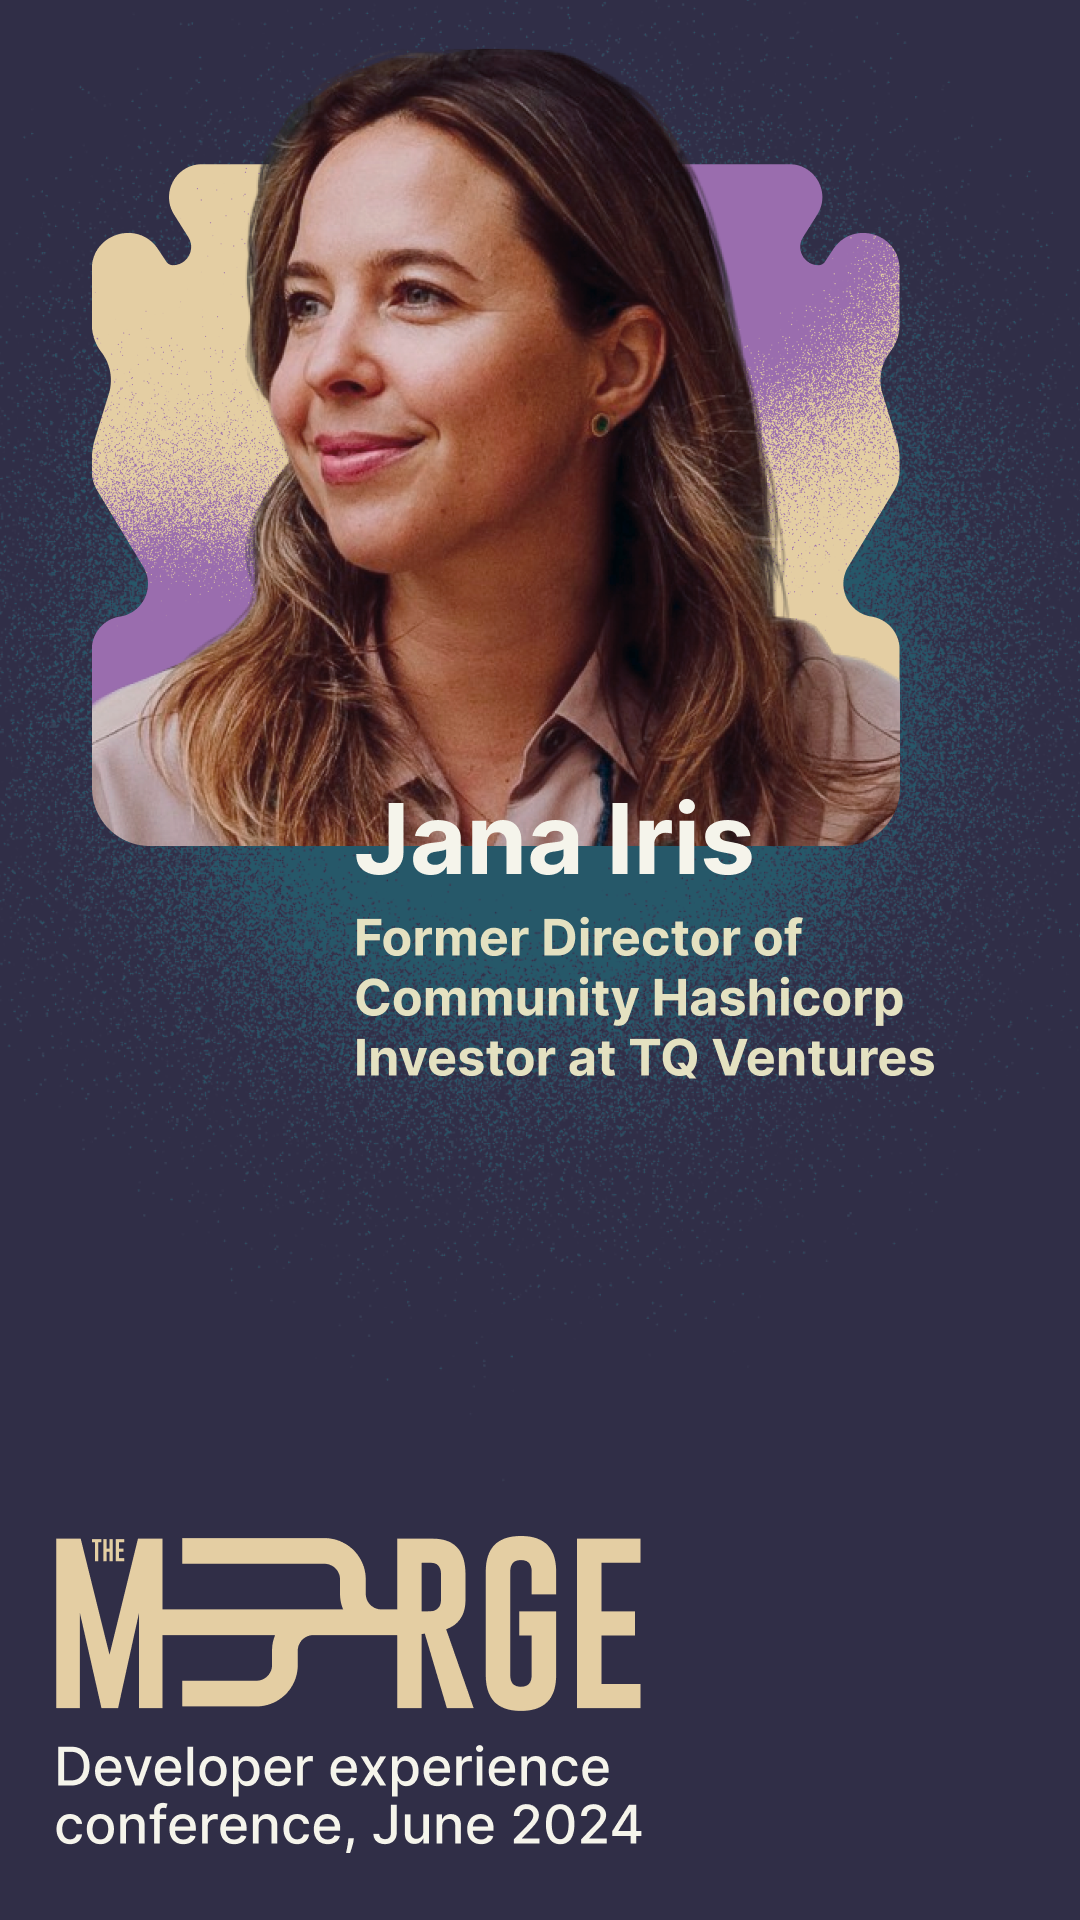 Jana Iris
Former Director of
Community Hashicorp
Investor at TQ Ventures
THE
MERGE
Developer experience
conference, June 2024